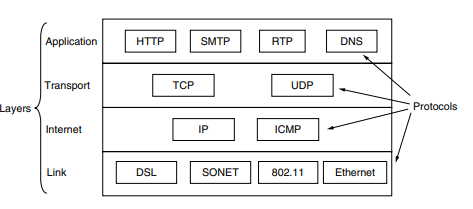 Application HTTP SMTP RTP DNS
Transport TCP UDP
Layers Protocols
Internet IP ICMP
Link DSL SONET 802.11 Ethernet